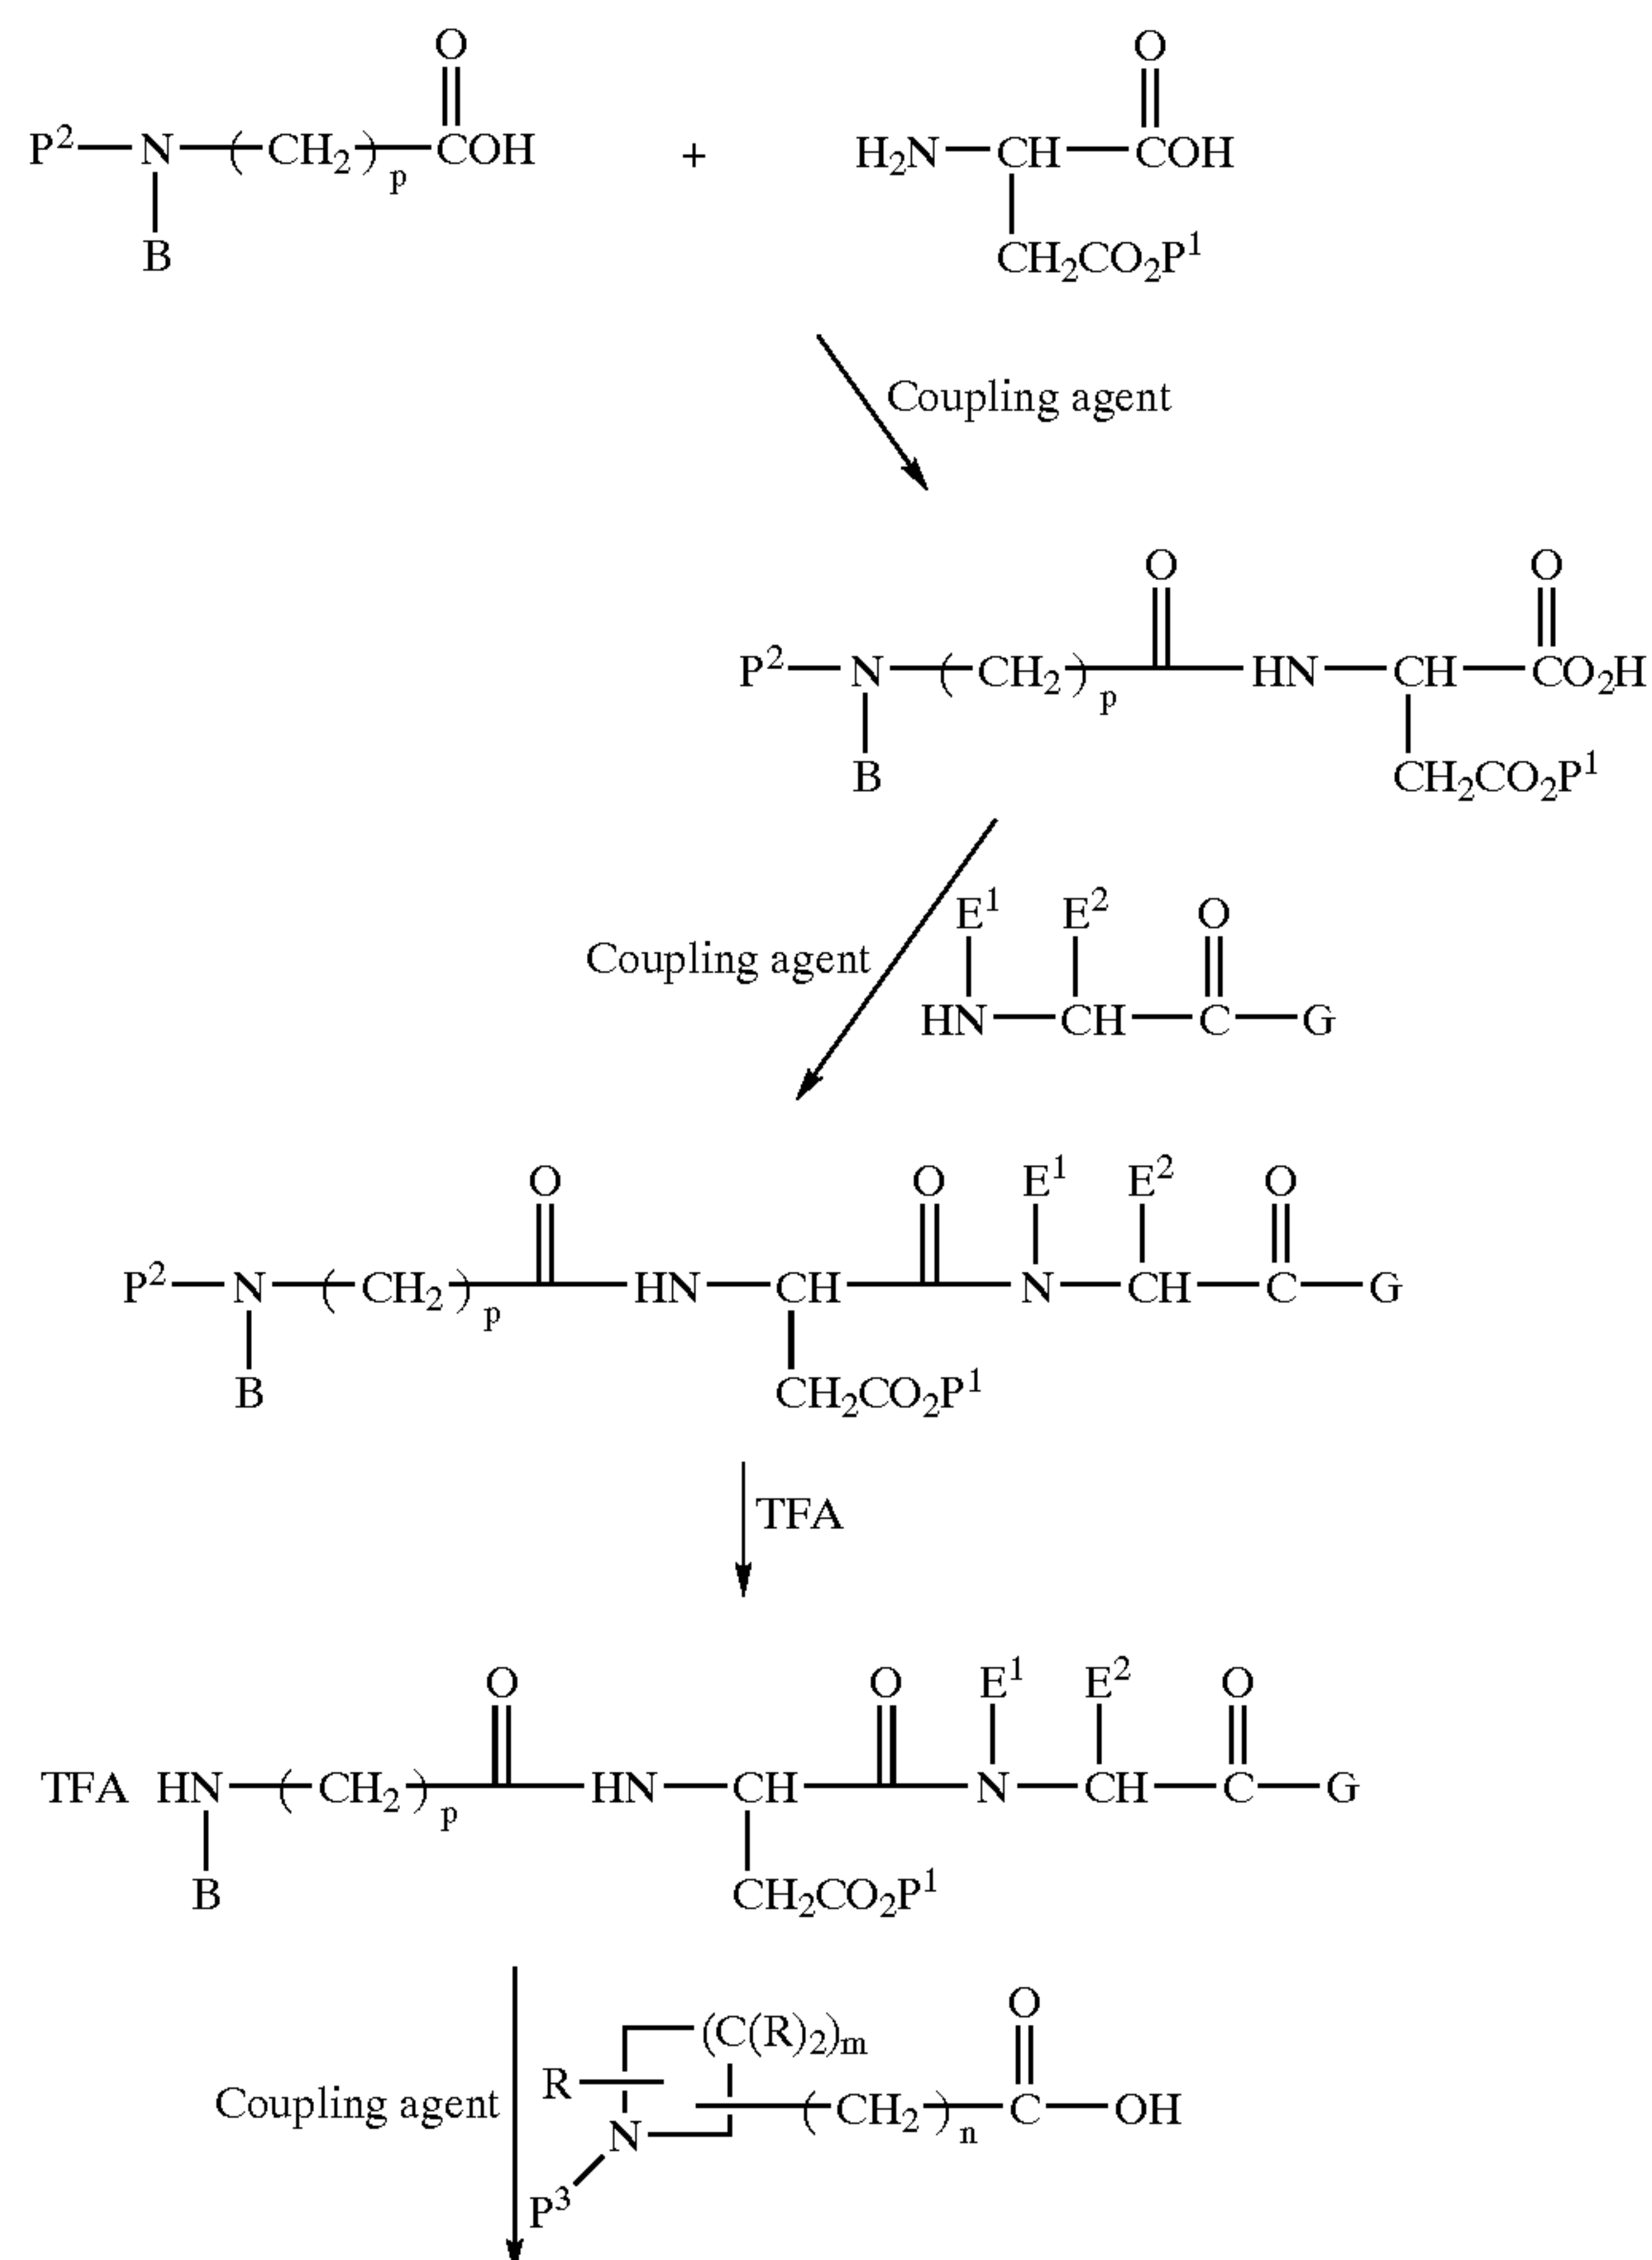 O O
P² N (CH₂)p COH + H₂N CH COH
B CH₂CO₂P¹
Coupling agent
O O
P² N (CH₂)p HN CH CO₂H
B CH₂CO₂P¹
E¹ E² O
Coupling agent
HN CH C G
O O E¹ E² O
P² N (CH₂)p HN CH N CH C G
B CH₂CO₂P¹
TFA
O O E¹ E² O
TFA HN (CH₂)p HN CH N CH C G
B CH₂CO₂P¹
O
(C(R)₂)m
R
Coupling agent (CH₂)n C OH
N
P³